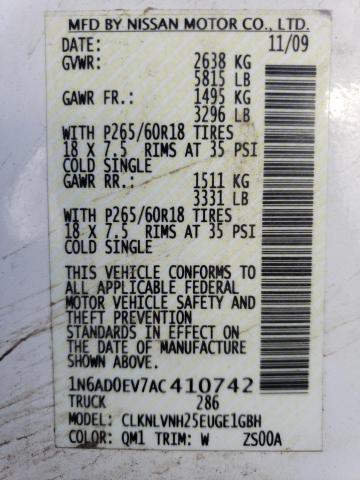 MFD BY NISSAN MOTOR CO., LTD.
DATE: 11/09
GVWR: 2638 KG
5815 LB
GAWR FR.: 1495 KG
3296 LB
WITH P265/60R18 TIRES
18 X 7.5 RIMS AT 35 PSI
COLD SINGLE
GAWR RR.: 1511 KG
3331 LB
WITH P265/60R18 TIRES
18 X 7.5 RIMS AT 35 PSI
COLD SINGLE
THIS VEHICLE CONFORMS TO
ALL APPLICABLE FEDERAL
MOTOR VEHICLE SAFETY AND
THEFT PREVENTION
STANDARDS IN EFFECT ON
THE DATE OF MANUFACTURE
SHOWN ABOVE.
1N6AD0EV7AC410742
TRUCK 286
MODEL: CLKNLVNH25EUGE1GBH
COLOR: QM1 TRIM: W ZS00A